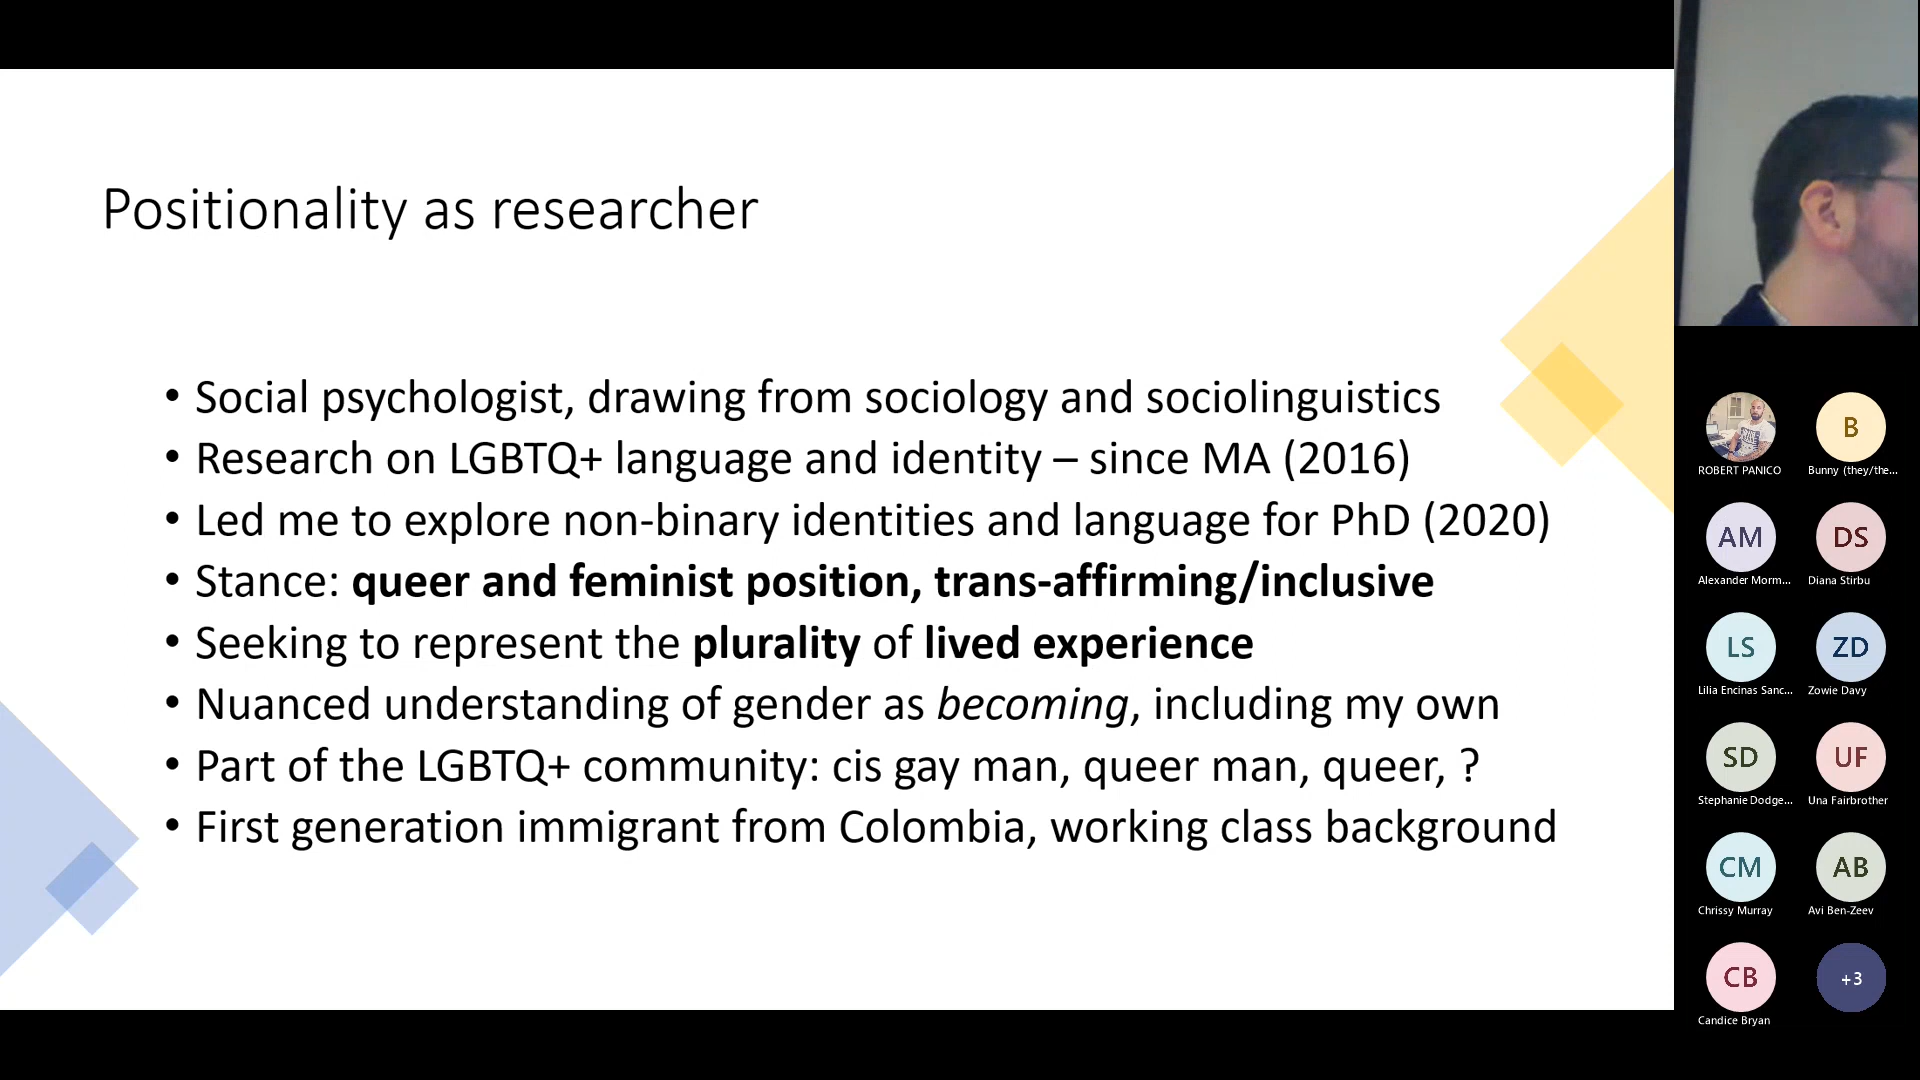 Positionality as researcher
• Social psychologist, drawing from sociology and sociolinguistics
• Research on LGBTQ+ language and identity – since MA (2016)
• Led me to explore non-binary identities and language for PhD (2020)
• Stance: queer and feminist position, trans-affirming/inclusive
• Seeking to represent the plurality of lived experience
• Nuanced understanding of gender as becoming, including my own
• Part of the LGBTQ+ community: cis gay man, queer man, queer, ?
• First generation immigrant from Colombia, working class background
ROBERT PANICO
B
Bunny (they/the...
AM
Alexander Morm...
DS
Diana Stirbu
LS
Lilia Encinas Sanc...
ZD
Zowie Davy
SD
Stephanie Dodge...
UF
Una Fairbrother
CM
Chrissy Murray
AB
Avi Ben-Zeev
CB
Candice Bryan
+3